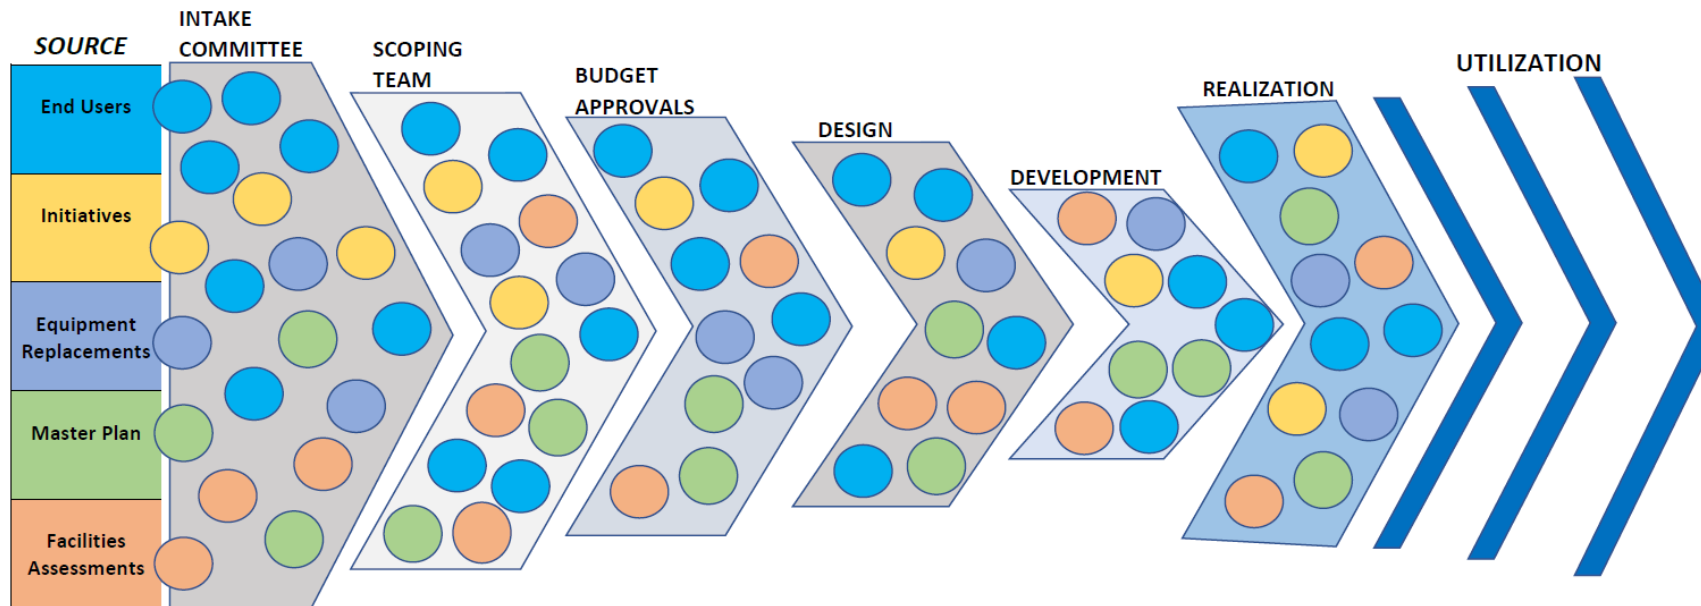 SOURCE
End Users
Initiatives
Equipment
Replacements
Master Plan
Facilities
Assessments
INTAKE
COMMITTEE
SCOPING
TEAM
BUDGET
APPROVALS
DESIGN
DEVELOPMENT
REALIZATION
UTILIZATION